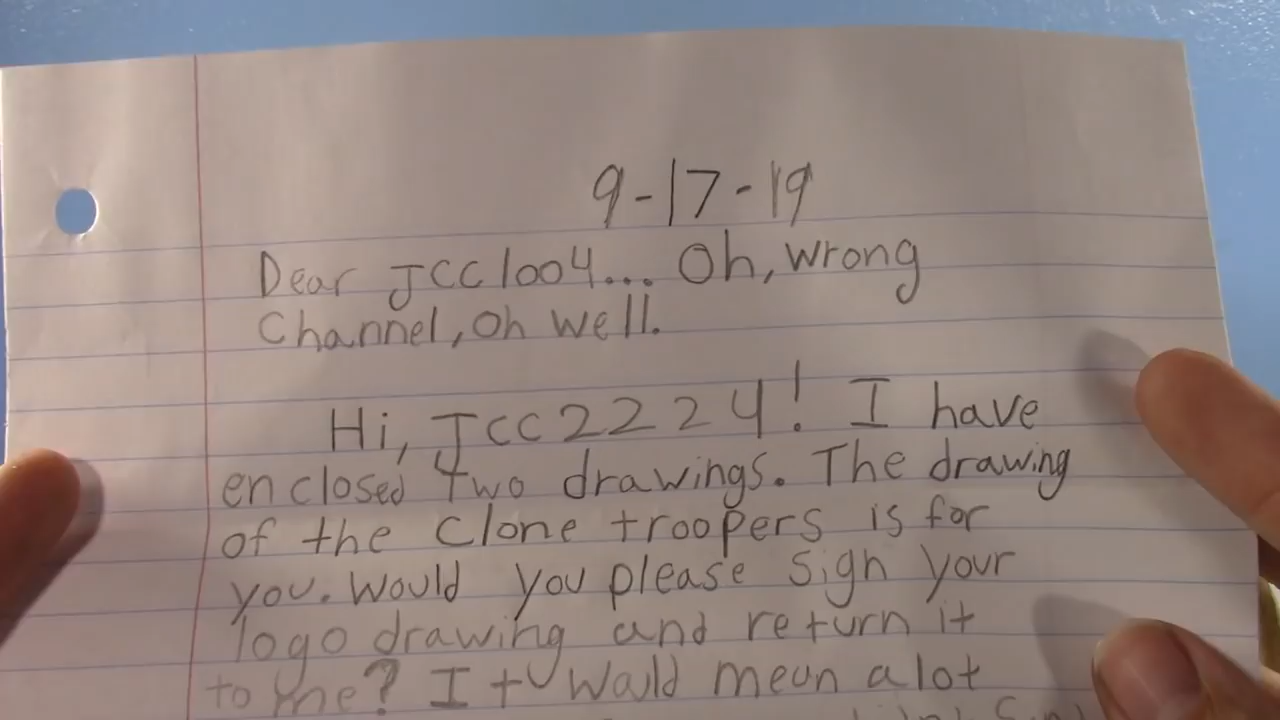 9-17-19
Dear JCC1004... Oh, wrong
Channel, oh well.
Hi, JCC2224! I have
enclosed two drawings. The drawing
of the Clone troopers is for
you. Would you please sign your
logo drawing and return it
to me? It Would mean a lot